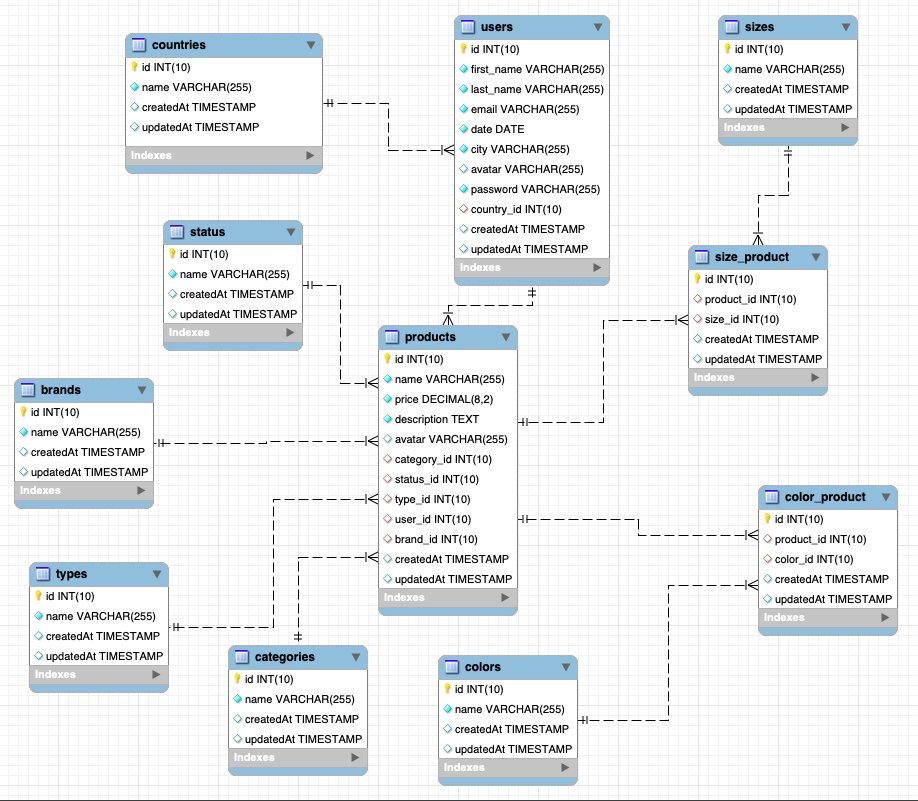 countries
id INT(10)
name VARCHAR(255)
createdAt TIMESTAMP
updatedAt TIMESTAMP
Indexes
users
id INT(10)
first_name VARCHAR(255)
last_name VARCHAR(255)
email VARCHAR(255)
date DATE
city VARCHAR(255)
avatar VARCHAR(255)
password VARCHAR(255)
country_id INT(10)
createdAt TIMESTAMP
updatedAt TIMESTAMP
Indexes
sizes
id INT(10)
name VARCHAR(255)
createdAt TIMESTAMP
updatedAt TIMESTAMP
Indexes
status
id INT(10)
name VARCHAR(255)
createdAt TIMESTAMP
updatedAt TIMESTAMP
Indexes
size_product
id INT(10)
product_id INT(10)
size_id INT(10)
createdAt TIMESTAMP
updatedAt TIMESTAMP
Indexes
products
id INT(10)
name VARCHAR(255)
price DECIMAL(8,2)
description TEXT
avatar VARCHAR(255)
category_id INT(10)
status_id INT(10)
type_id INT(10)
user_id INT(10)
brand_id INT(10)
createdAt TIMESTAMP
updatedAt TIMESTAMP
Indexes
brands
id INT(10)
name VARCHAR(255)
createdAt TIMESTAMP
updatedAt TIMESTAMP
Indexes
color_product
id INT(10)
product_id INT(10)
color_id INT(10)
createdAt TIMESTAMP
updatedAt TIMESTAMP
Indexes
types
id INT(10)
name VARCHAR(255)
createdAt TIMESTAMP
updatedAt TIMESTAMP
Indexes
categories
id INT(10)
name VARCHAR(255)
createdAt TIMESTAMP
updatedAt TIMESTAMP
Indexes
colors
id INT(10)
name VARCHAR(255)
createdAt TIMESTAMP
updatedAt TIMESTAMP
Indexes